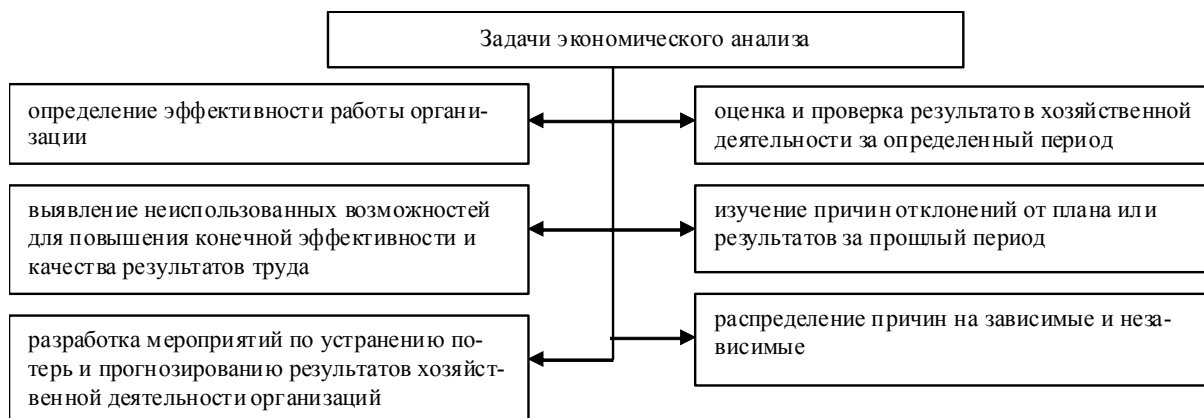 Задачи экономического анализа
определение эффективности работы органи-
зации
оценка и проверка результатов хозяйственной
деятельности за определенный период
выявление неиспользованных возможностей
для повышения конечной эффективности и
качества результатов труда
изучение причин отклонений от плана или
результатов за прошлый период
разработка мероприятий по устранению по-
терь и прогнозированию результатов хозяйст-
венной деятельности организаций
распределение причин на зависимые и неза-
висимые